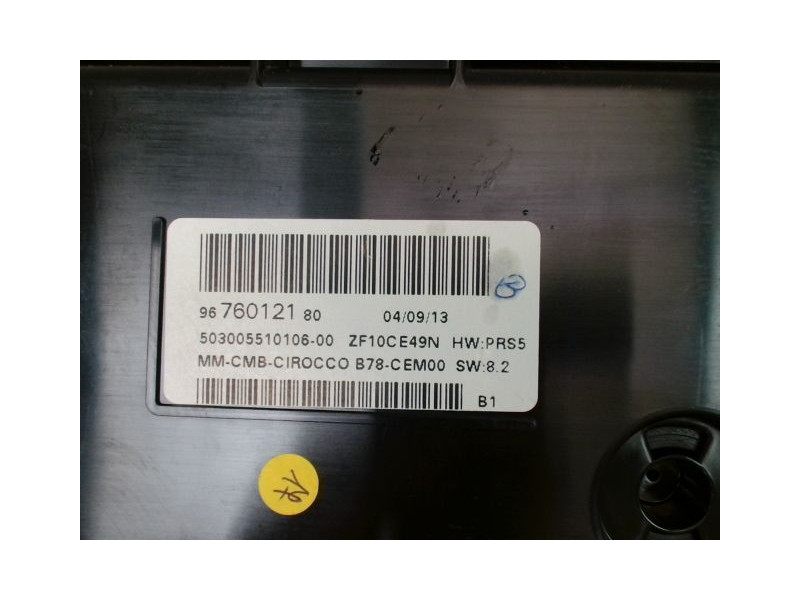 96 760121 80 04/09/13
503005510106-00 ZF10CE49N HW:PRS5
MM-CMB-CIROCCO B78-CEM00 SW:8.2
B1